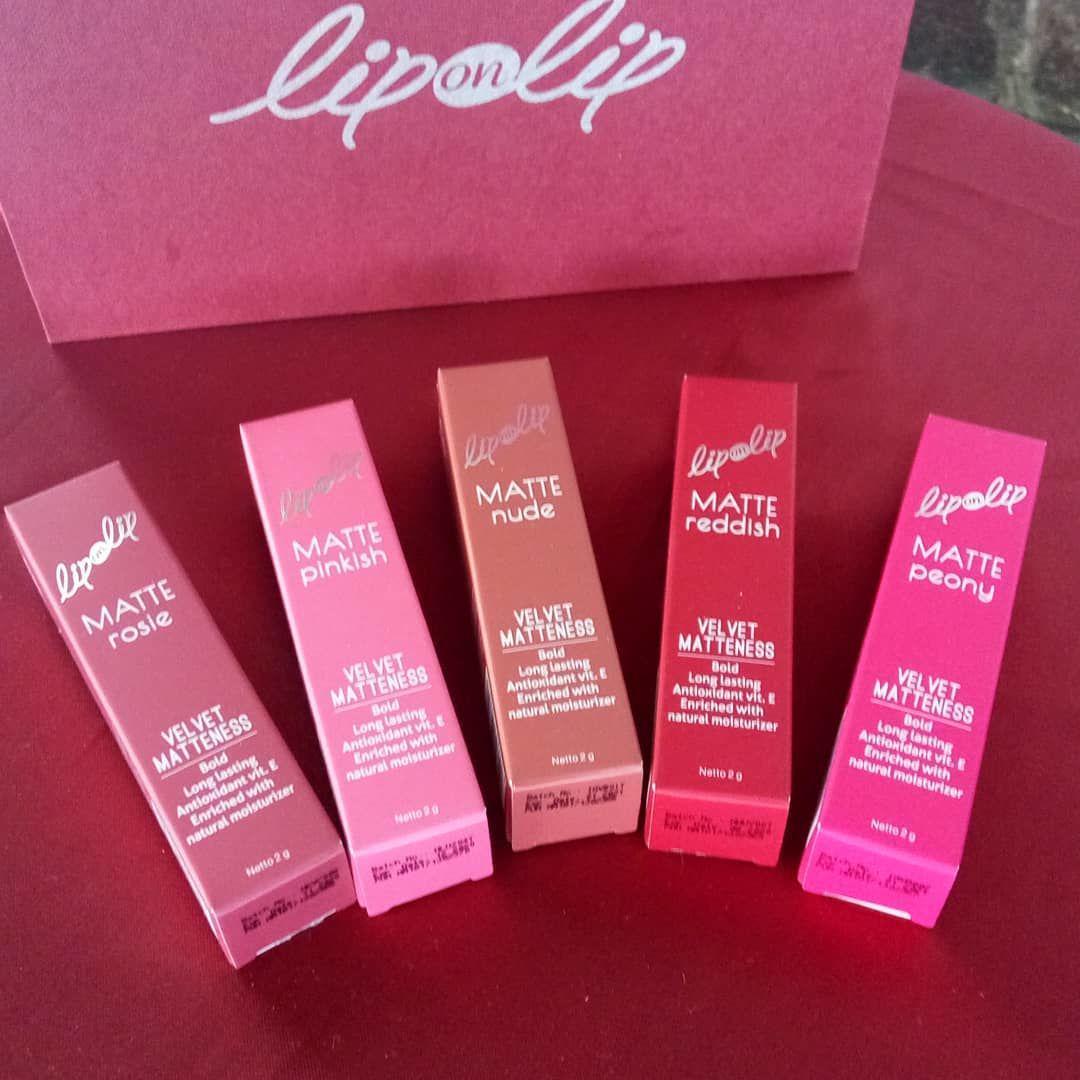 lip on lip
lip on lip
MATTE
rosie
VELVET
MATTENESS
Bold
Long lasting
Antioxidant vit. E
Enriched with
natural moisturizer
Netto 2 g
lip on lip
MATTE
pinkish
VELVET
MATTENESS
Bold
Long lasting
Antioxidant vit. E
Enriched with
natural moisturizer
Netto 2 g
lip on lip
MATTE
nude
VELVET
MATTENESS
Bold
Long lasting
Antioxidant vit. E
Enriched with
natural moisturizer
Netto 2 g
lip on lip
MATTE
reddish
VELVET
MATTENESS
Bold
Long lasting
Antioxidant vit. E
Enriched with
natural moisturizer
Netto 2 g
lip on lip
MATTE
peony
VELVET
MATTENESS
Bold
Long lasting
Antioxidant vit. E
Enriched with
natural moisturizer
Netto 2 g